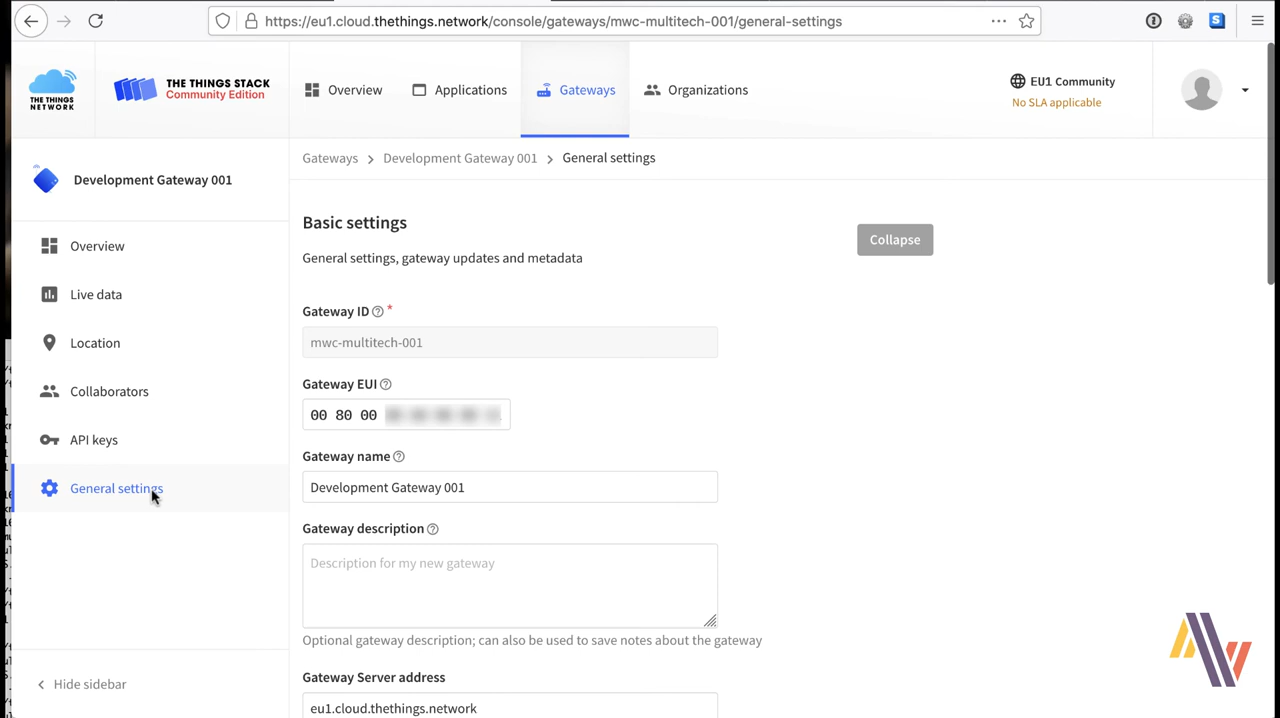 https://eu1.cloud.thethings.network/console/gateways/mwc-multitech-001/general-settings
THE THINGS NETWORK
THE THINGS STACK
Community Edition
Overview
Applications
Gateways
Organizations
EU1 Community
No SLA applicable
Development Gateway 001
Overview
Live data
Location
Collaborators
API keys
General settings
Hide sidebar
Gateways > Development Gateway 001 > General settings
Basic settings
Collapse
General settings, gateway updates and metadata
Gateway ID *
mwc-multitech-001
Gateway EUI
00 80 00
Gateway name
Development Gateway 001
Gateway description
Description for my new gateway
Optional gateway description; can also be used to save notes about the gateway
Gateway Server address
eu1.cloud.thethings.network